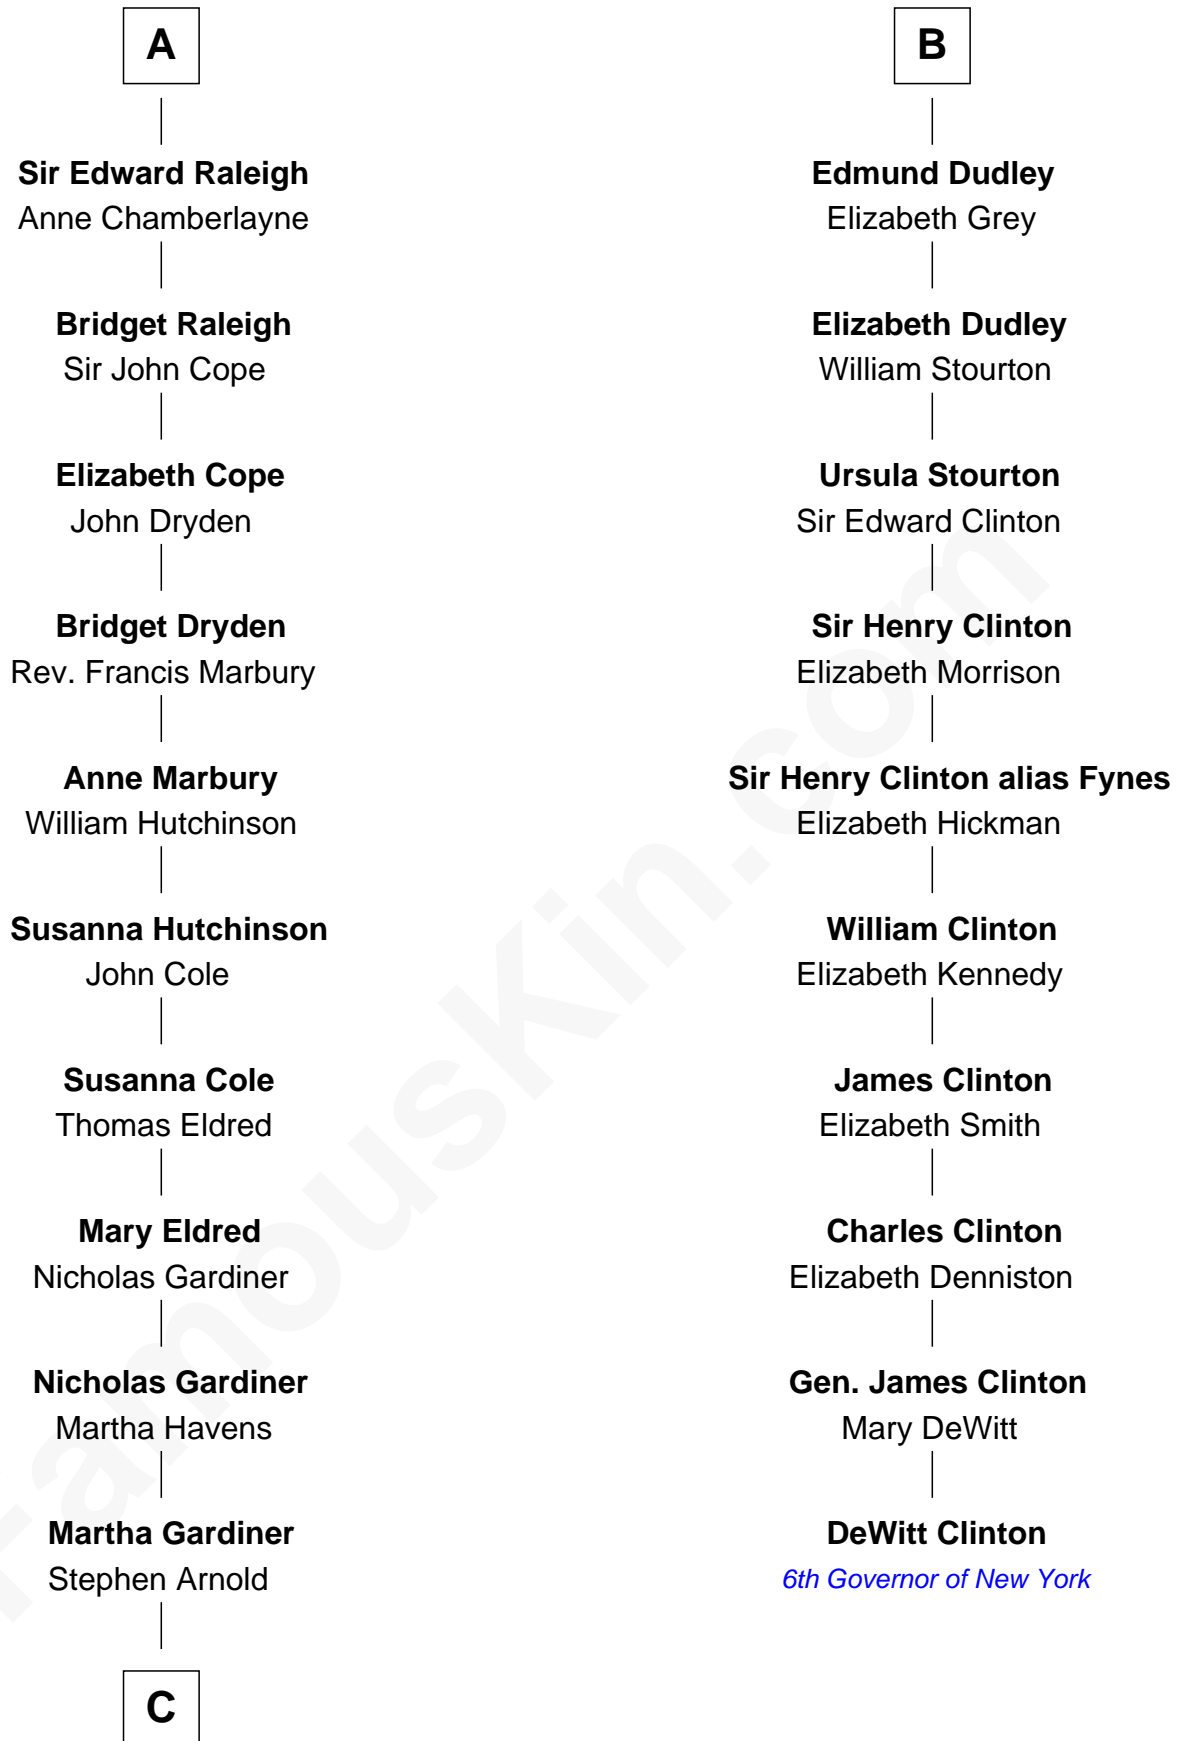 A
Sir Edward Raleigh
Anne Chamberlayne
Bridget Raleigh
Sir John Cope
Elizabeth Cope
John Dryden
Bridget Dryden
Rev. Francis Marbury
Anne Marbury
William Hutchinson
Susanna Hutchinson
John Cole
Susanna Cole
Thomas Eldred
Mary Eldred
Nicholas Gardiner
Nicholas Gardiner
Martha Havens
Martha Gardiner
Stephen Arnold
C
B
Edmund Dudley
Elizabeth Grey
Elizabeth Dudley
William Stourton
Ursula Stourton
Sir Edward Clinton
Sir Henry Clinton
Elizabeth Morrison
Sir Henry Clinton alias Fynes
Elizabeth Hickman
William Clinton
Elizabeth Kennedy
James Clinton
Elizabeth Smith
Charles Clinton
Elizabeth Denniston
Gen. James Clinton
Mary DeWitt
DeWitt Clinton
6th Governor of New York
FamousKin.com